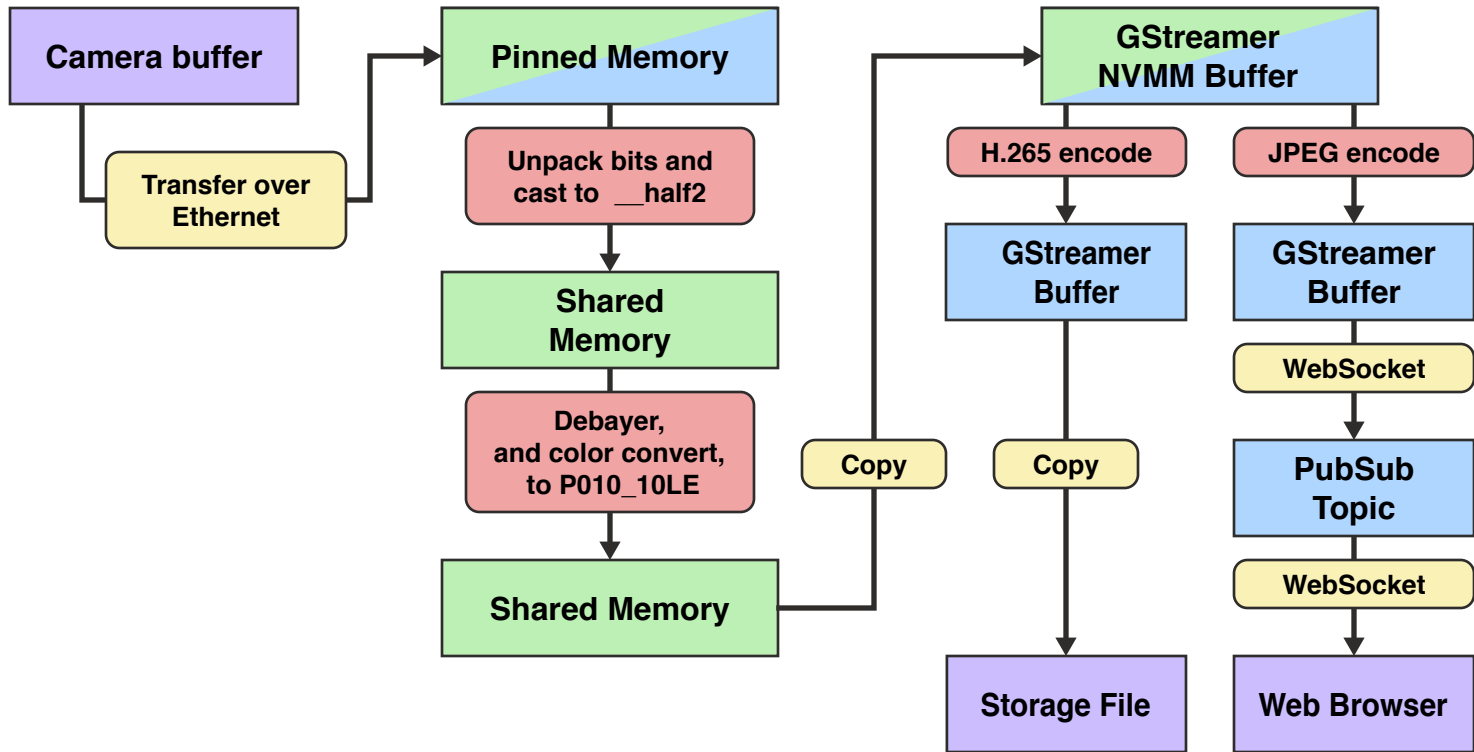 Camera buffer
Transfer over
Ethernet
Pinned Memory
Unpack bits and
cast to __half2
Shared
Memory
Debayer,
and color convert,
to P010_10LE
Shared Memory
Copy
GStreamer
NVMM Buffer
H.265 encode
GStreamer
Buffer
Copy
Storage File
JPEG encode
GStreamer
Buffer
WebSocket
PubSub
Topic
WebSocket
Web Browser